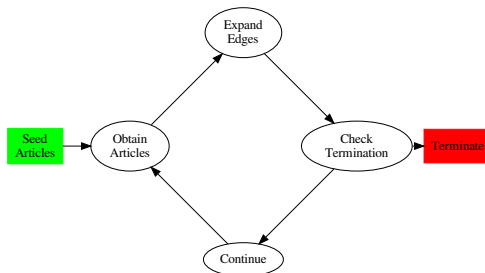 Expand
Edges
Seed
Articles
Obtain
Articles
Check
Termination
Terminate
Continue